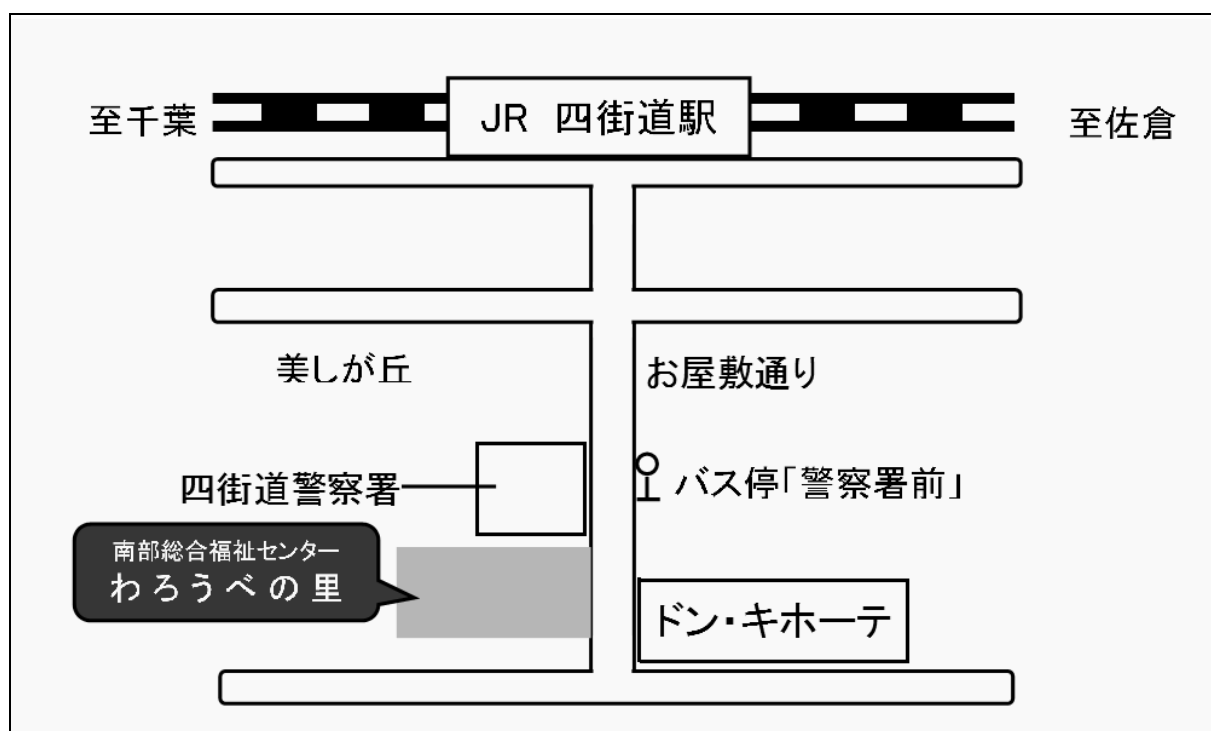 至千葉
JR 四街道駅
至佐倉
美しが丘
お屋敷通り
四街道警察署
バス停「警察署前」
南部総合福祉センター
わろうべの里
ドン・キホーテ